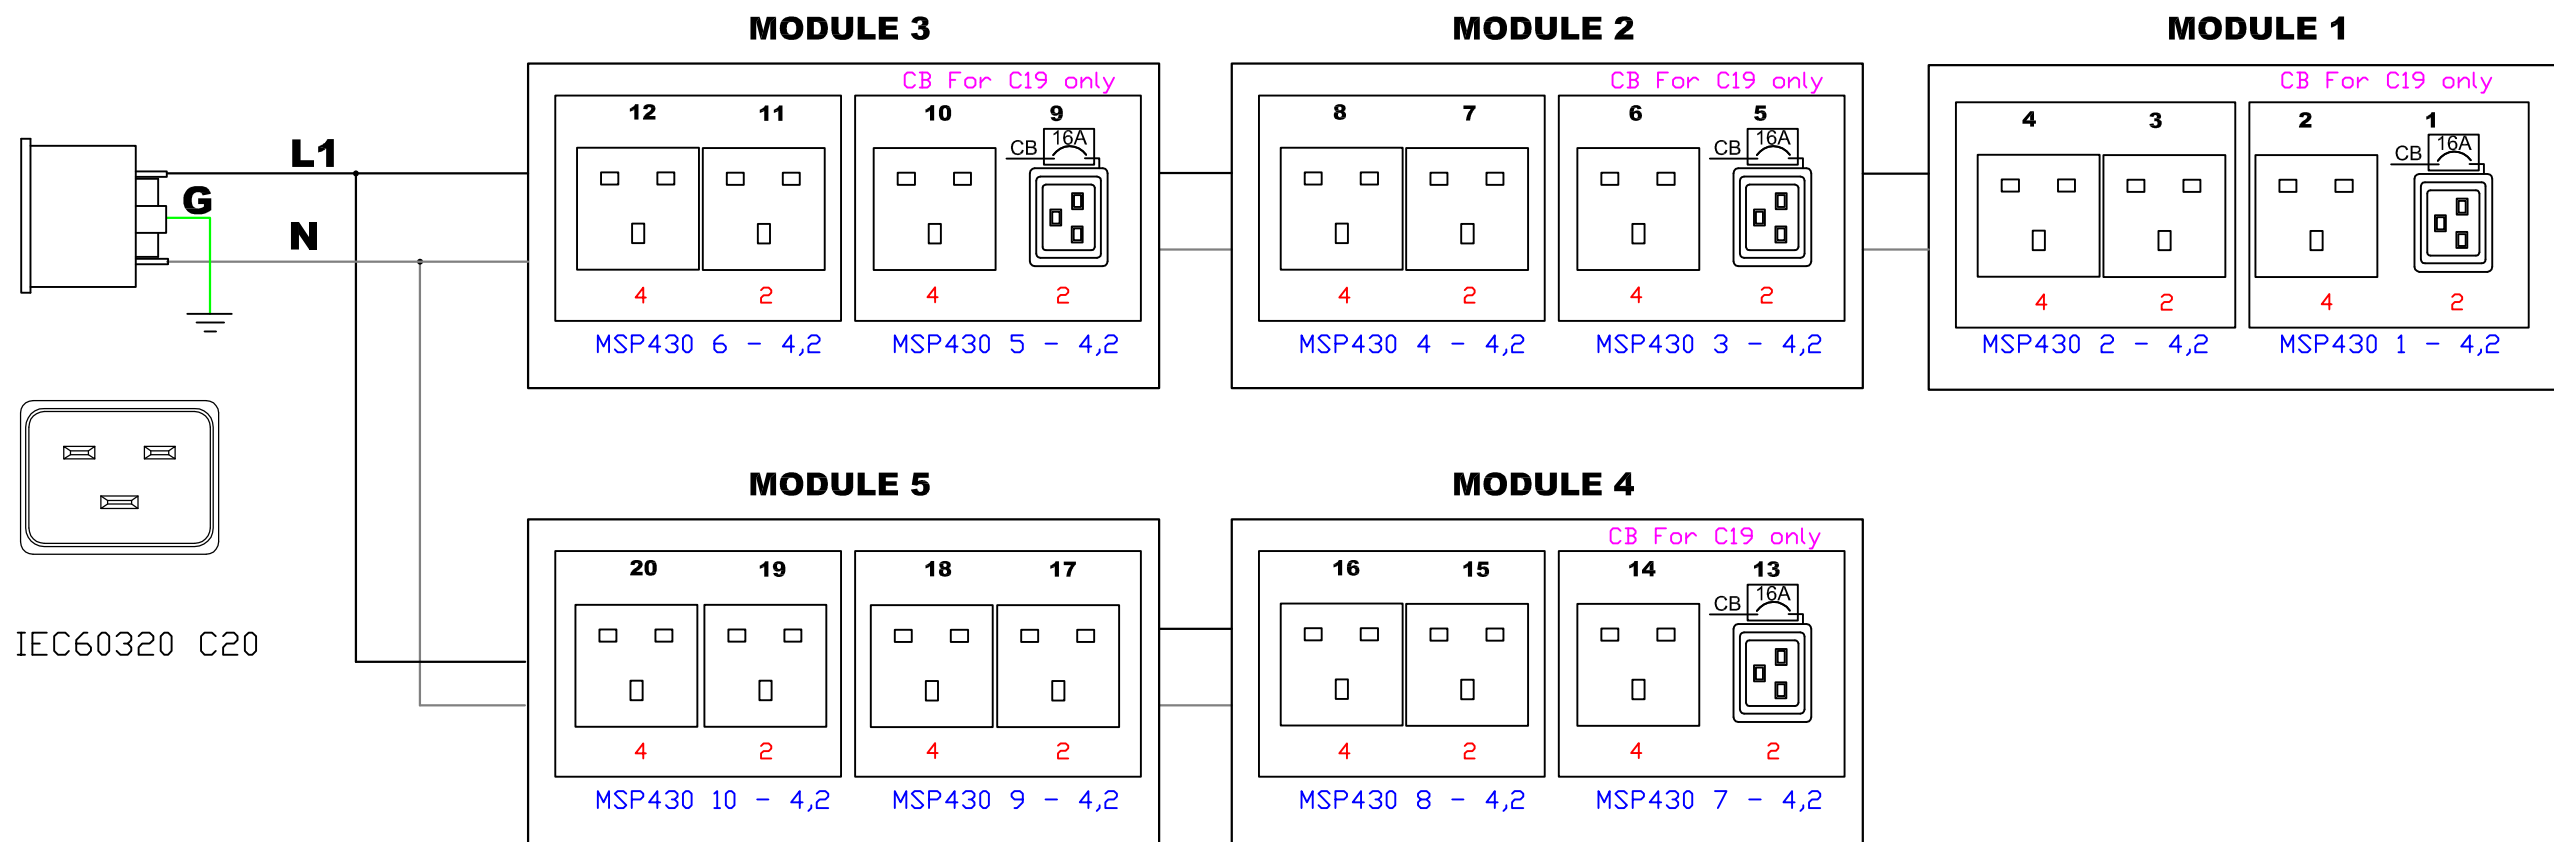 MODULE 3 MODULE 2 MODULE 1
CB For C19 only CB For C19 only CB For C19 only
12 11 10 9 8 7 6 5 4 3 2 1
16A 16A 16A
CB CB CB
L1
G
N
4 2 4 2 4 2 4 2 4 2 4 2
MSP430 6 - 4,2 MSP430 5 - 4,2 MSP430 4 - 4,2 MSP430 3 - 4,2 MSP430 2 - 4,2 MSP430 1 - 4,2
MODULE 5 MODULE 4
CB For C19 only
20 19 18 17 16 15 14 13
16A
CB
IEC60320 C20
4 2 4 2 4 2 4 2
MSP430 10 - 4,2 MSP430 9 - 4,2 MSP430 8 - 4,2 MSP430 7 - 4,2